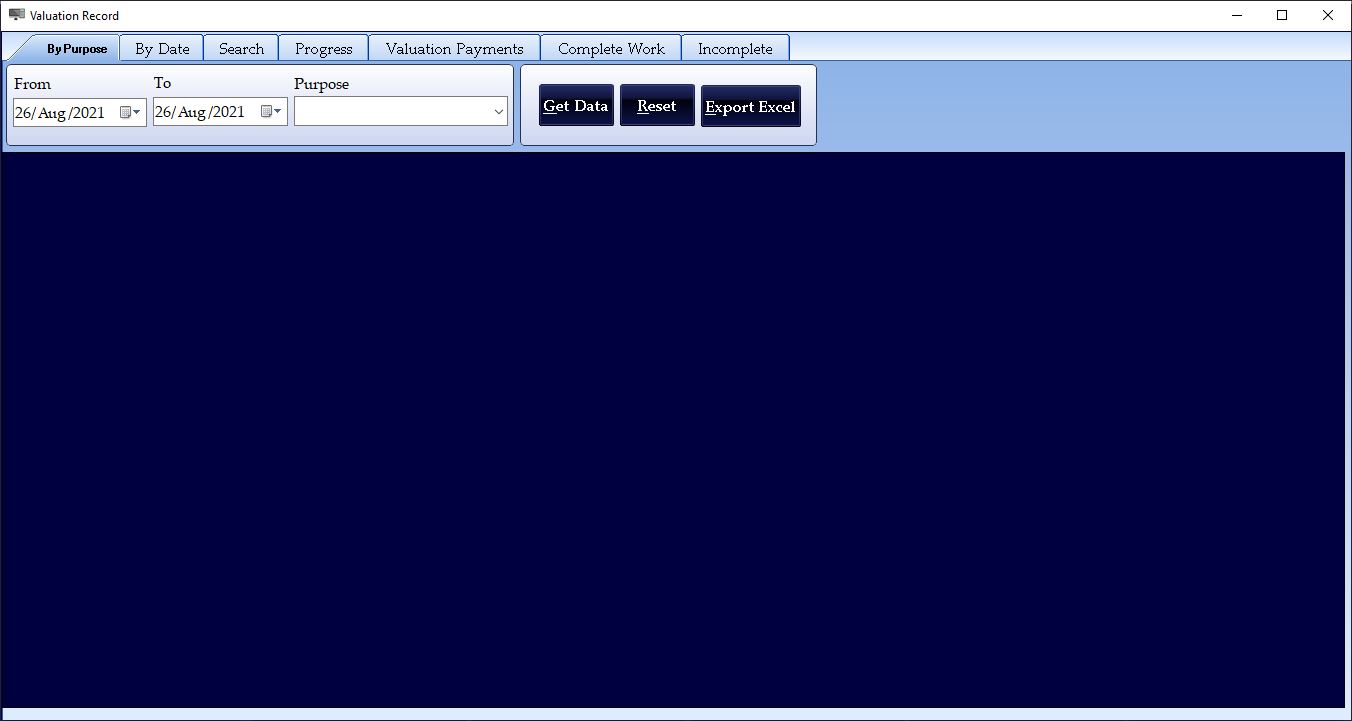 Valuation Record
By Purpose By Date Search Progress Valuation Payments Complete Work Incomplete
From To Purpose
26/Aug/2021 26/Aug/2021 Get Data Reset Export Excel